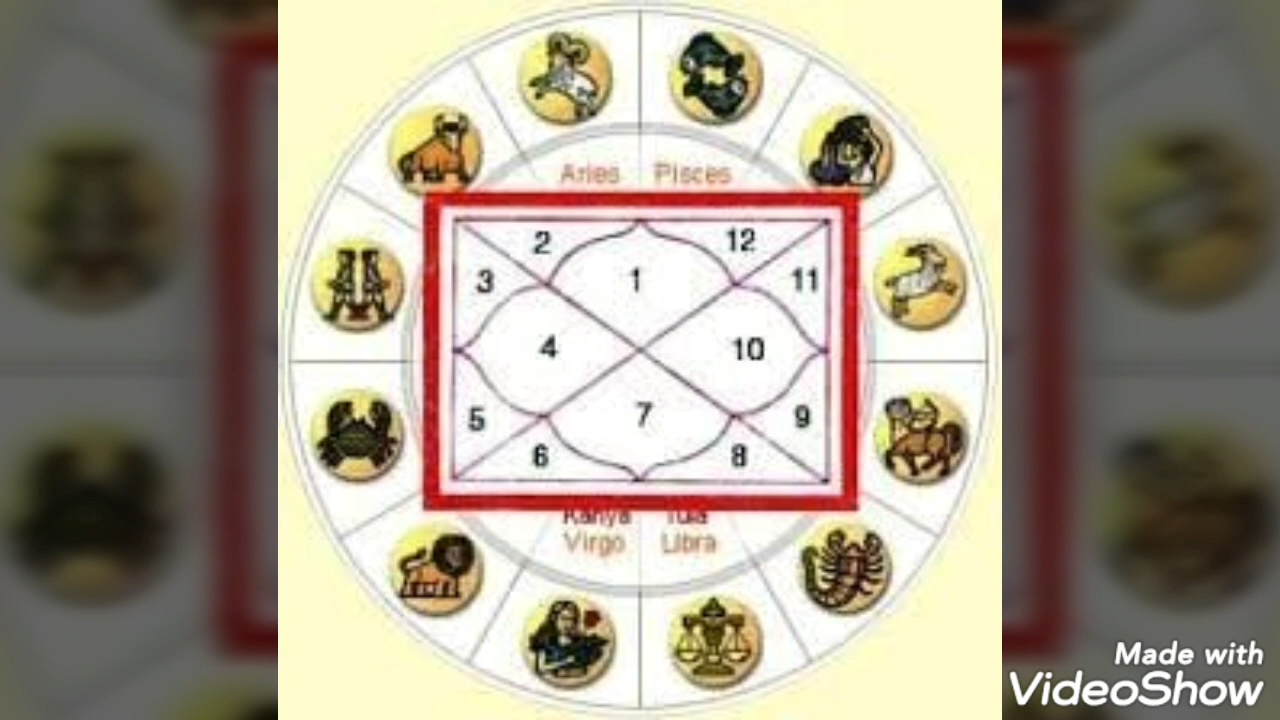 Aries Pisces
2 12
3 1 11
4 10
5 7 9
6 8
Kanya Tula
Virgo Libra
Made with
VideoShow